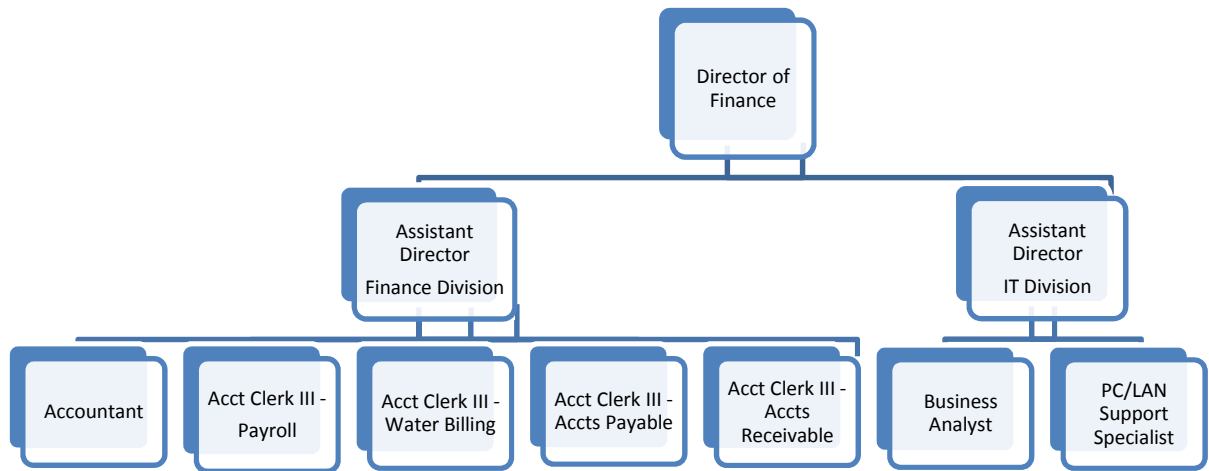 Director of
Finance
Assistant
Director
Finance Division
Assistant
Director
IT Division
Accountant
Acct Clerk III -
Payroll
Acct Clerk III -
Water Billing
Acct Clerk III -
Accts Payable
Acct Clerk III -
Accts
Receivable
Business
Analyst
PC/LAN
Support
Specialist